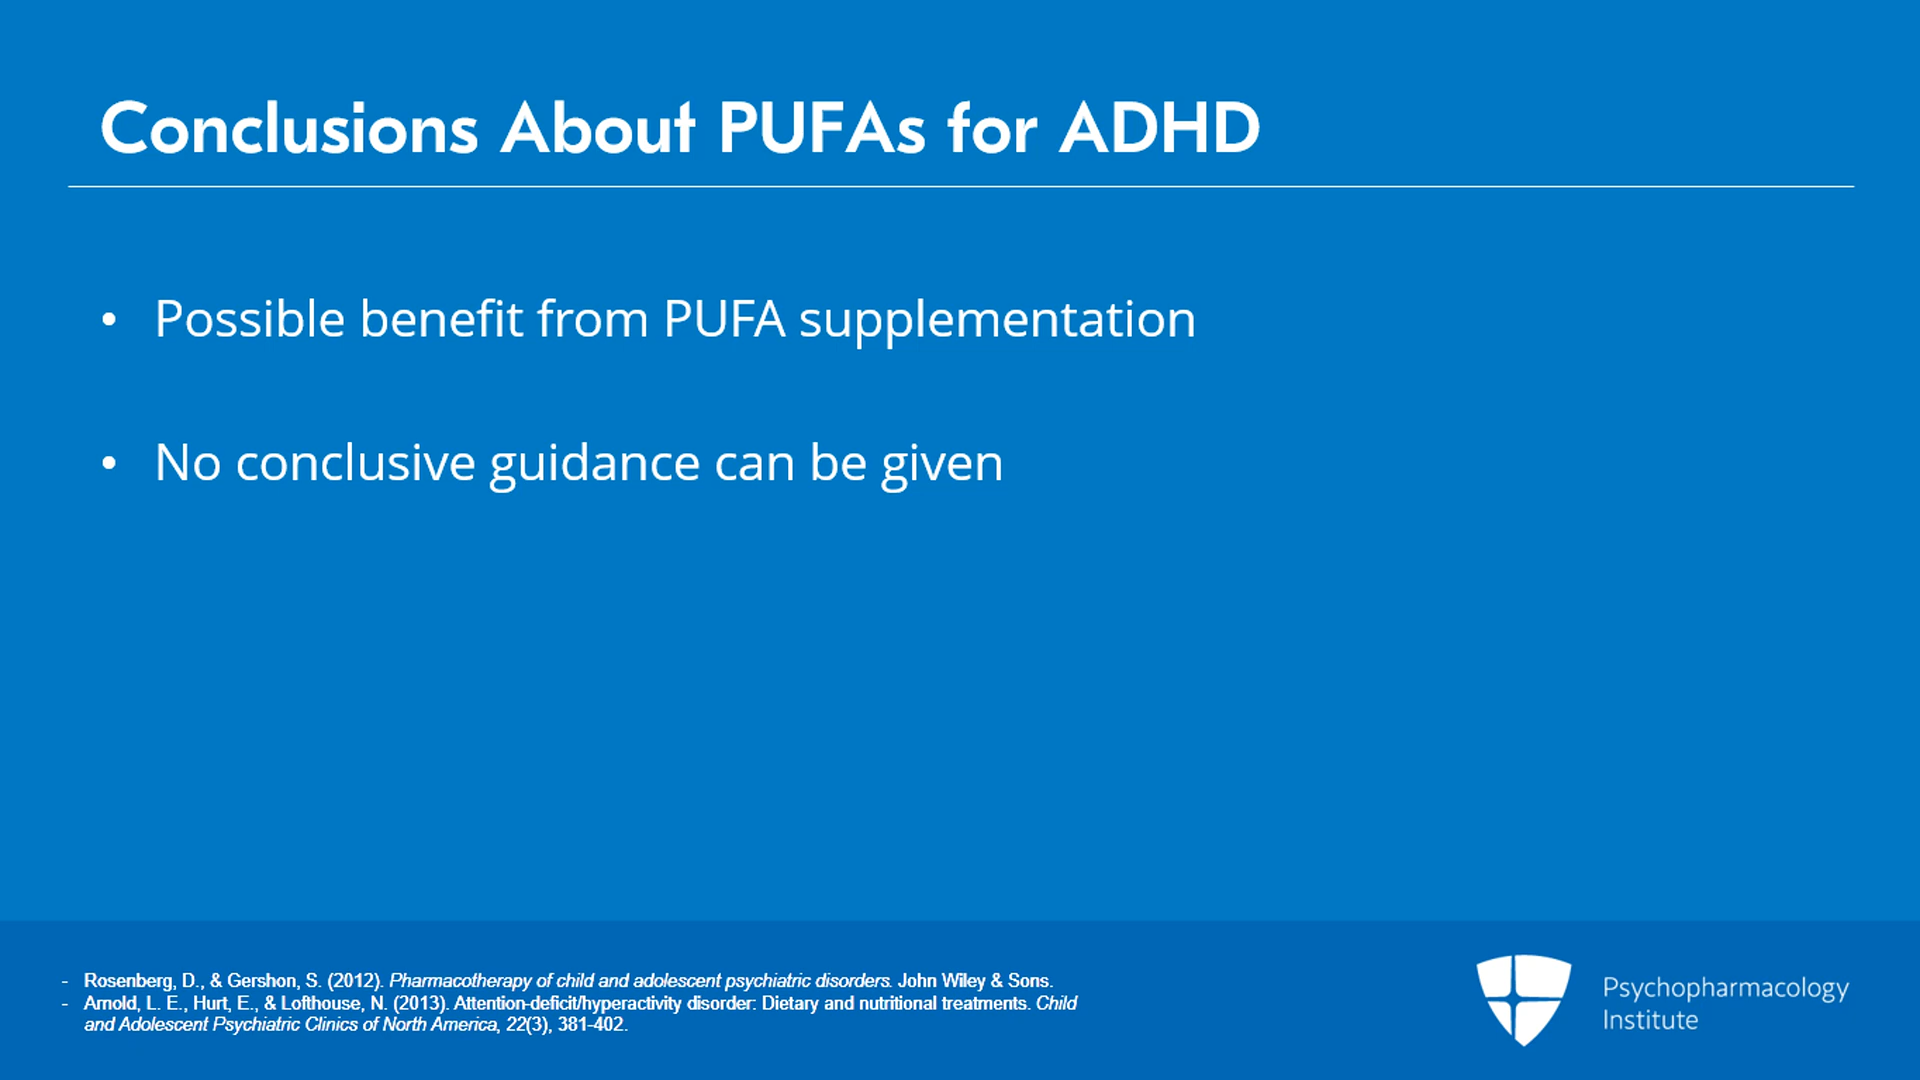 Conclusions About PUFAs for ADHD
• Possible benefit from PUFA supplementation
• No conclusive guidance can be given
- Rosenberg, D., & Gershon, S. (2012). Pharmacotherapy of child and adolescent psychiatric disorders. John Wiley & Sons.
- Arnold, L. E., Hurt, E., & Lofthouse, N. (2013). Attention-deficit/hyperactivity disorder: Dietary and nutritional treatments. Child
and Adolescent Psychiatric Clinics of North America, 22(3), 381-402.
Psychopharmacology
Institute